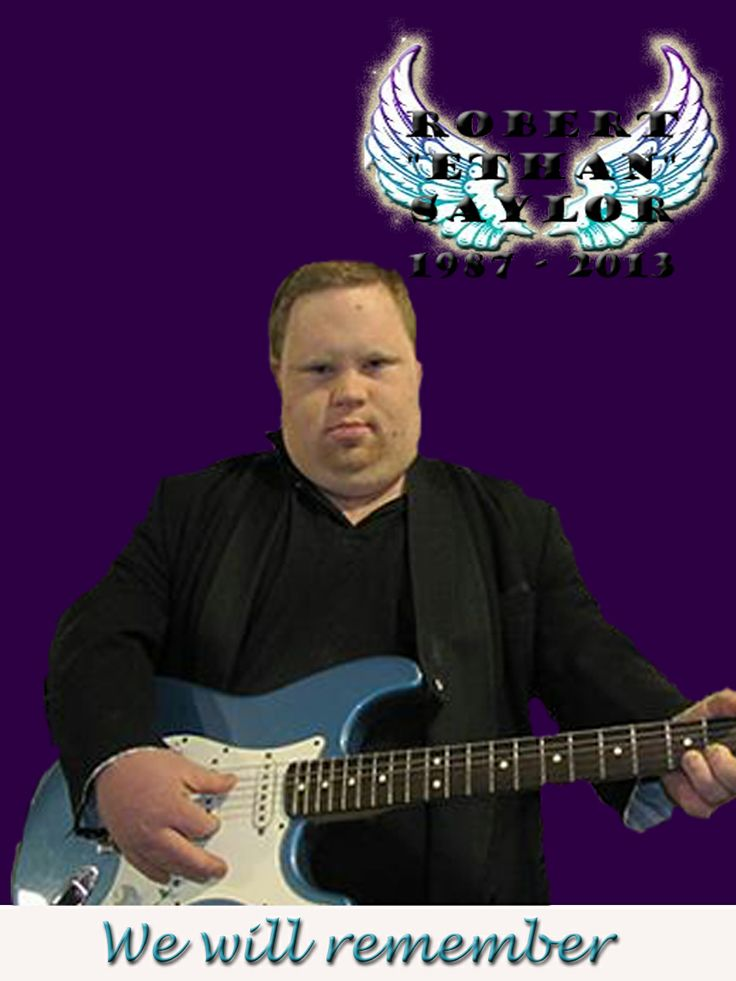 ROBERT
"ETHAN"
SAYLOR
1987 - 2013
We will remember